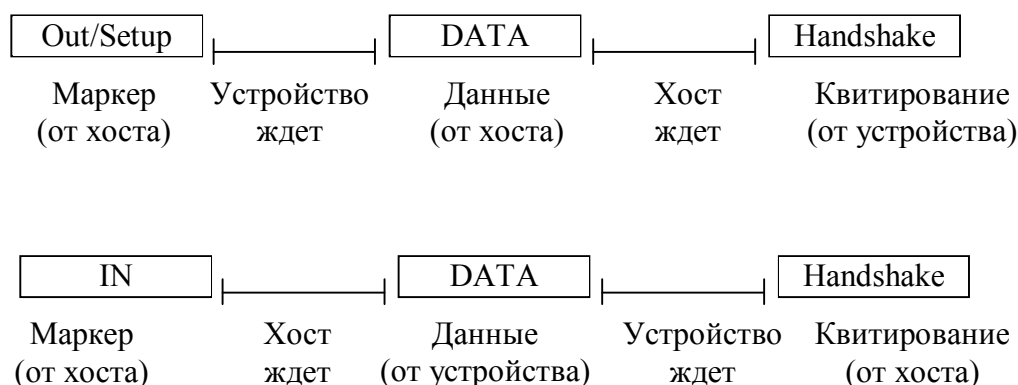 Out/Setup DATA Handshake
Маркер Устройство Данные Хост Квитирование
(от хоста) ждет (от хоста) ждет (от устройства)
IN DATA Handshake
Маркер Хост Данные Устройство Квитирование
(от хоста) ждет (от устройства) ждет (от хоста)